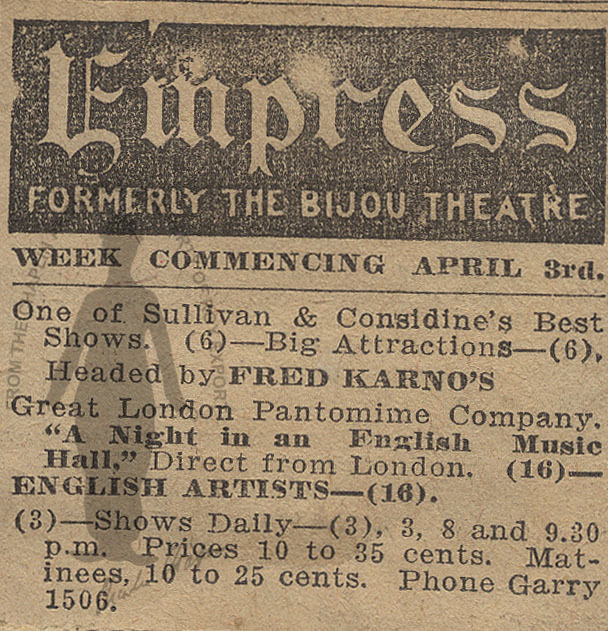 Empress
FORMERLY THE BIJOU THEATRE
WEEK COMMENCING APRIL 3rd.
One of Sullivan & Considine's Best
Shows. (6)—Big Attractions—(6),
Headed by FRED KARNO'S
Great London Pantomime Company.
"A Night in an English Music
Hall," Direct from London. (16)—
ENGLISH ARTISTS—(16).
(3)—Shows Daily—(3), 3, 8 and 9.30
p.m. Prices 10 to 35 cents. Mat-
inees, 10 to 25 cents. Phone Garry
1506.
FROM THE